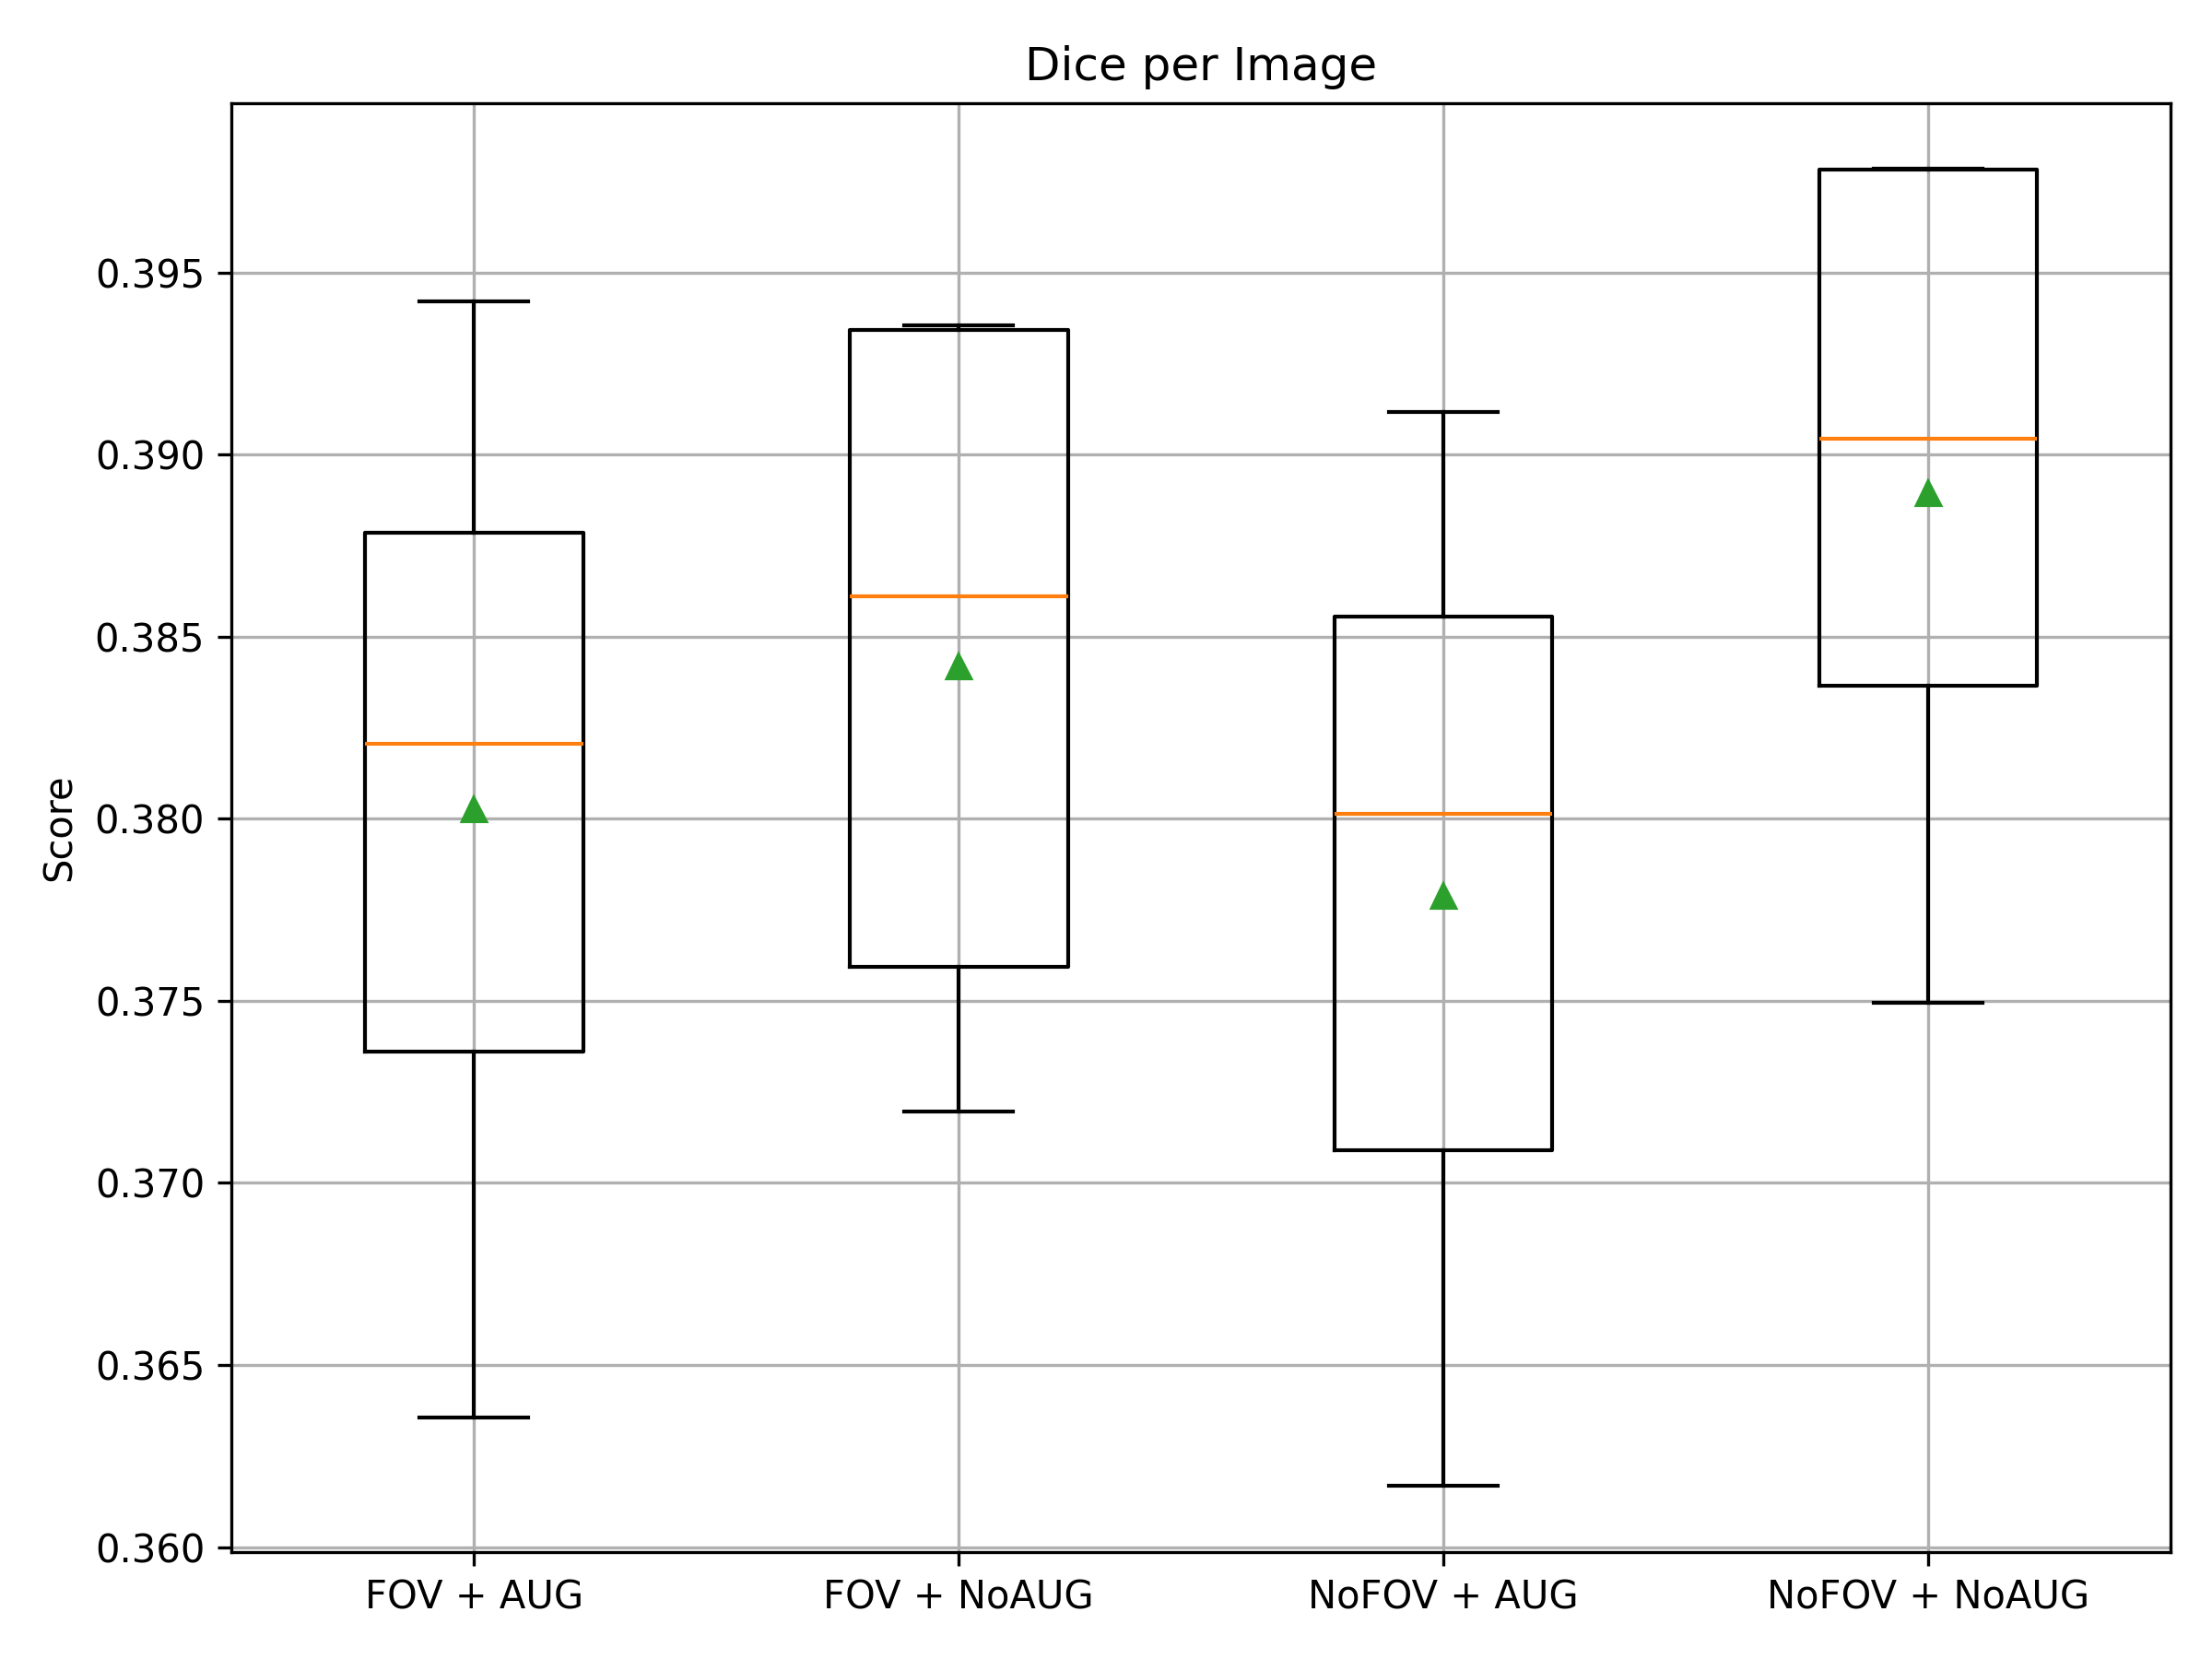 Dice per Image
Score
0.395
0.390
0.385
0.380
0.375
0.370
0.365
0.360
FOV + AUG
FOV + NoAUG
NoFOV + AUG
NoFOV + NoAUG